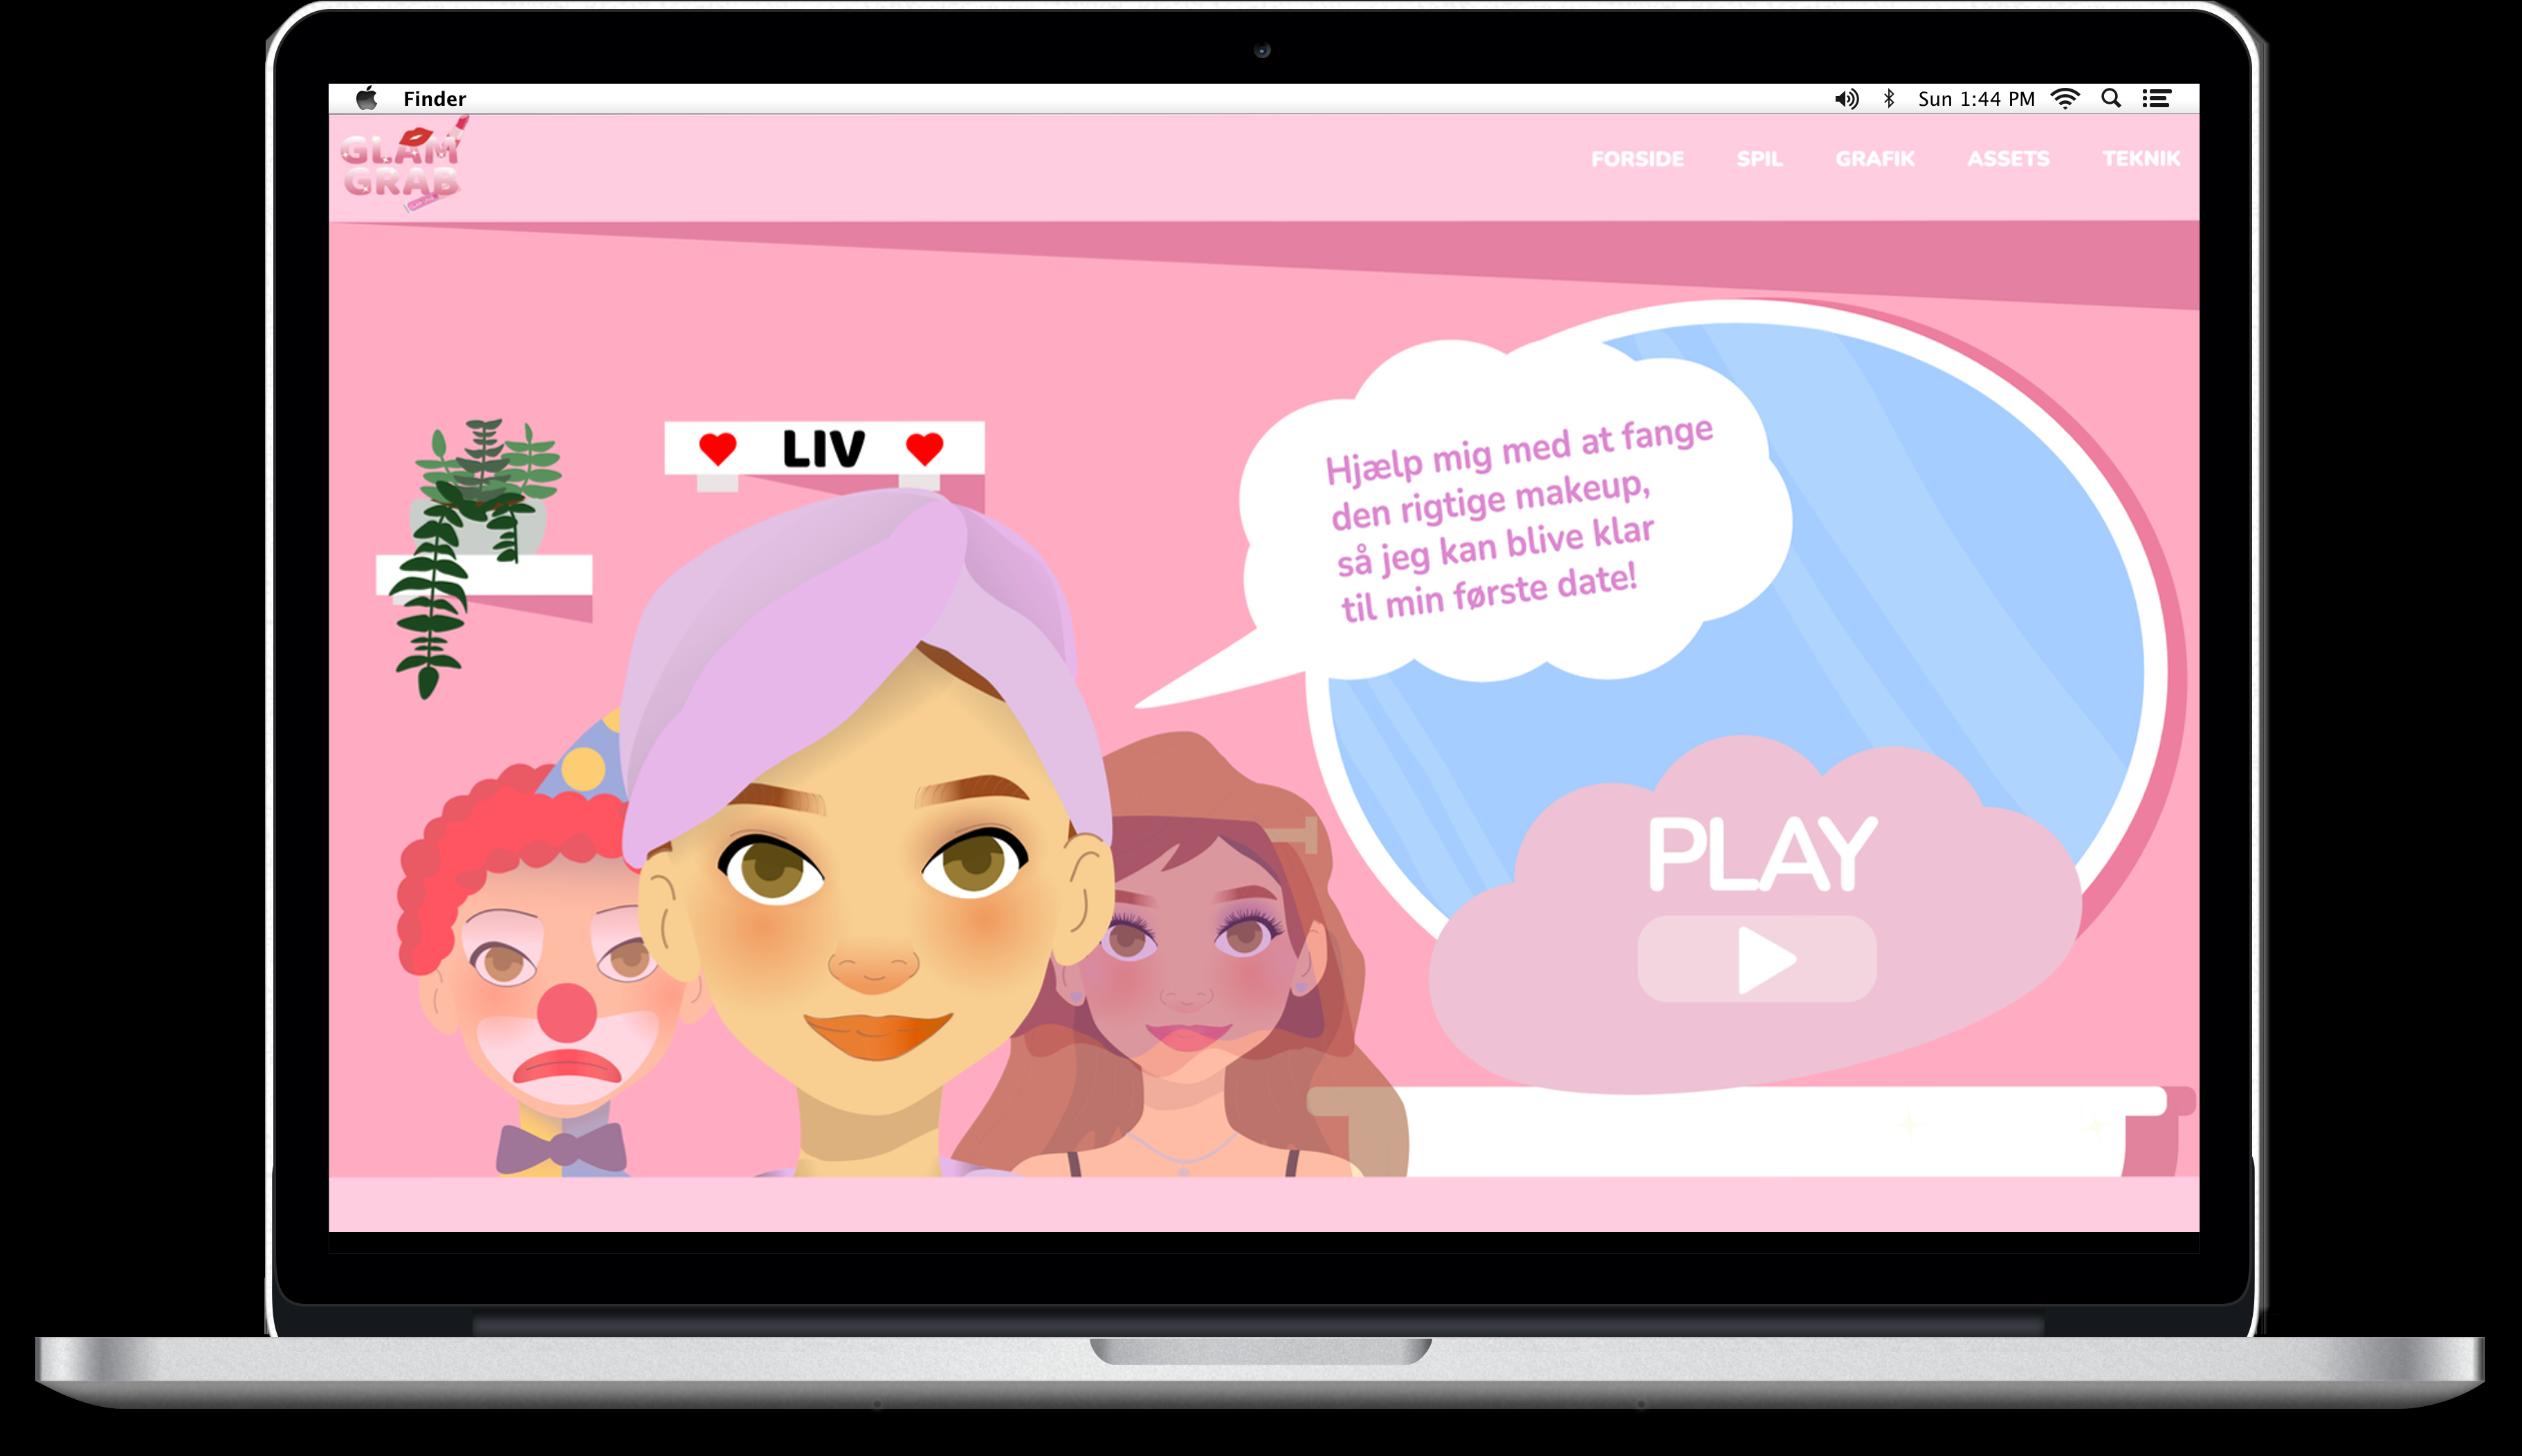 Finder
Sun 1:44 PM
GLAM
GRAB
FORSIDE SPIL GRAFIK ASSETS TEKNIK
LIV
Hjælp mig med at fange
den rigtige makeup,
så jeg kan blive klar
til min første date!
PLAY